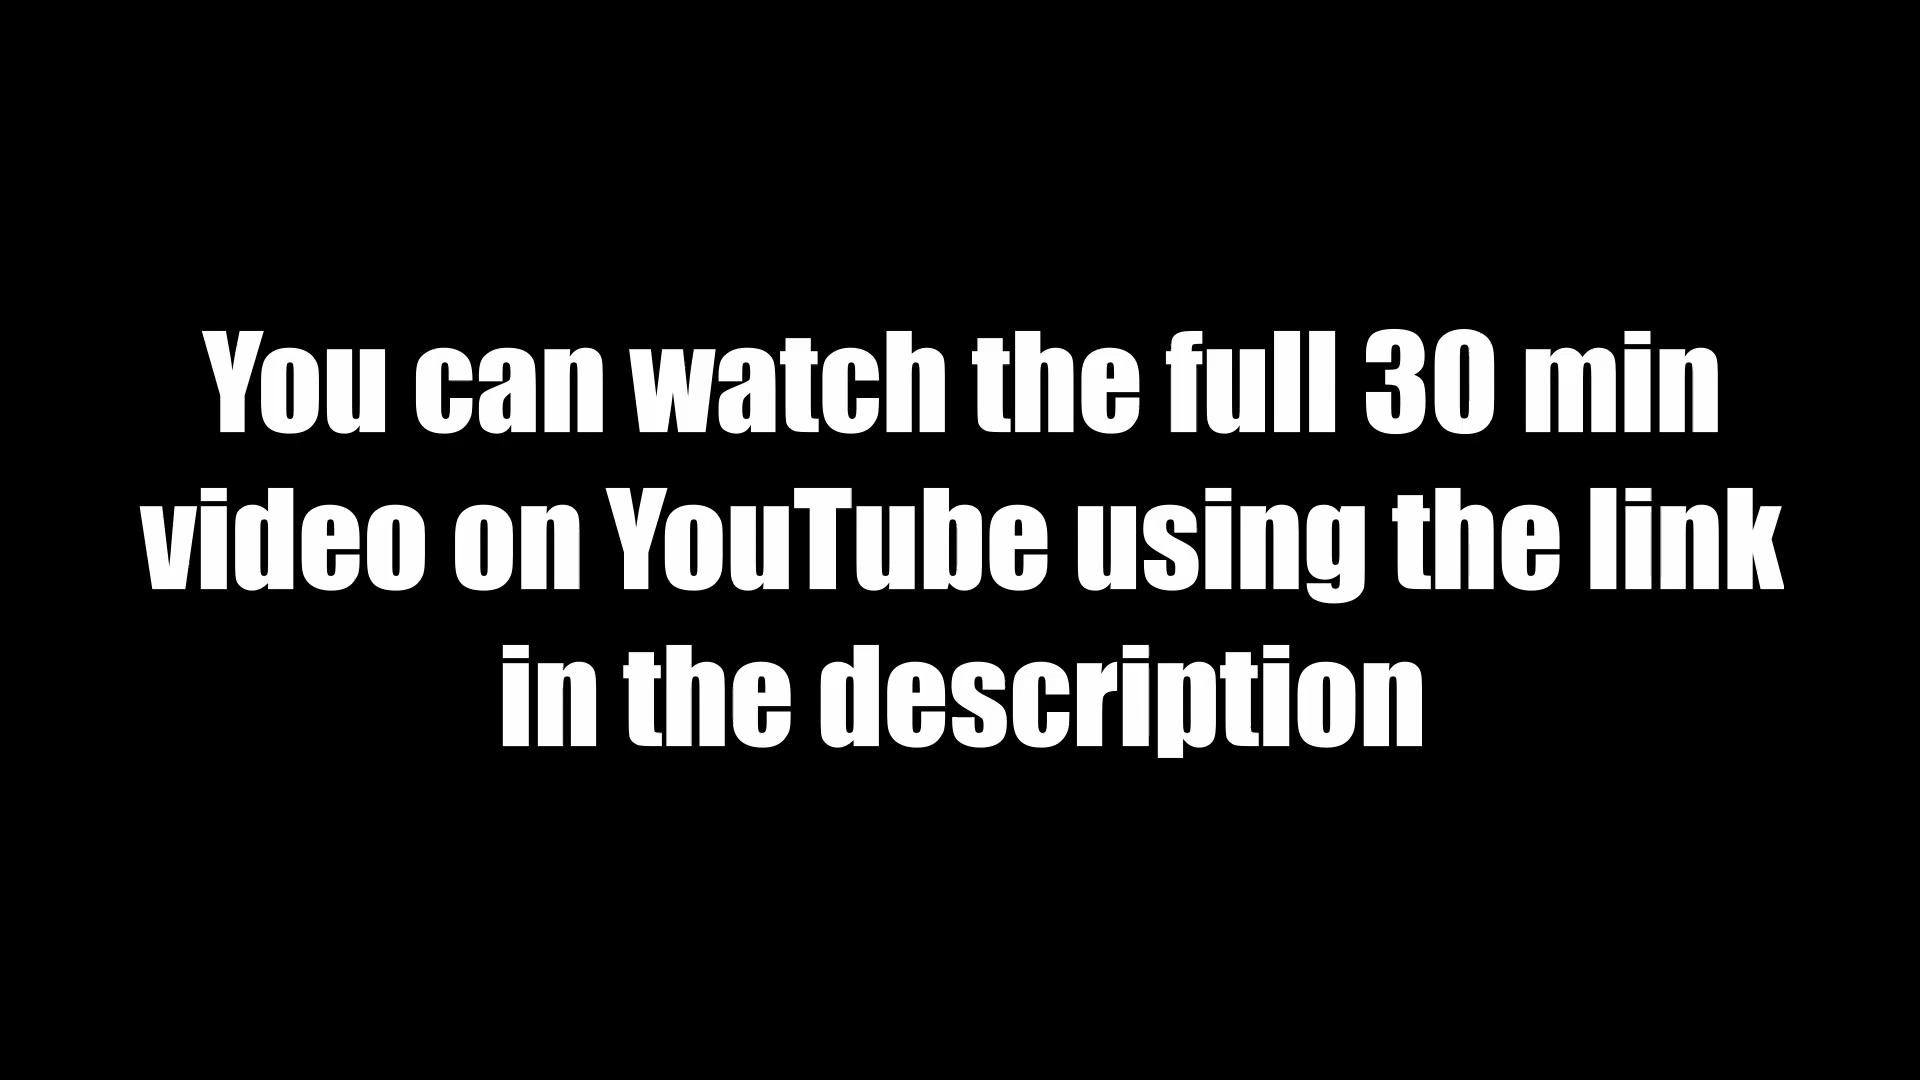 You can watch the full 30 min
video on YouTube using the link
in the description